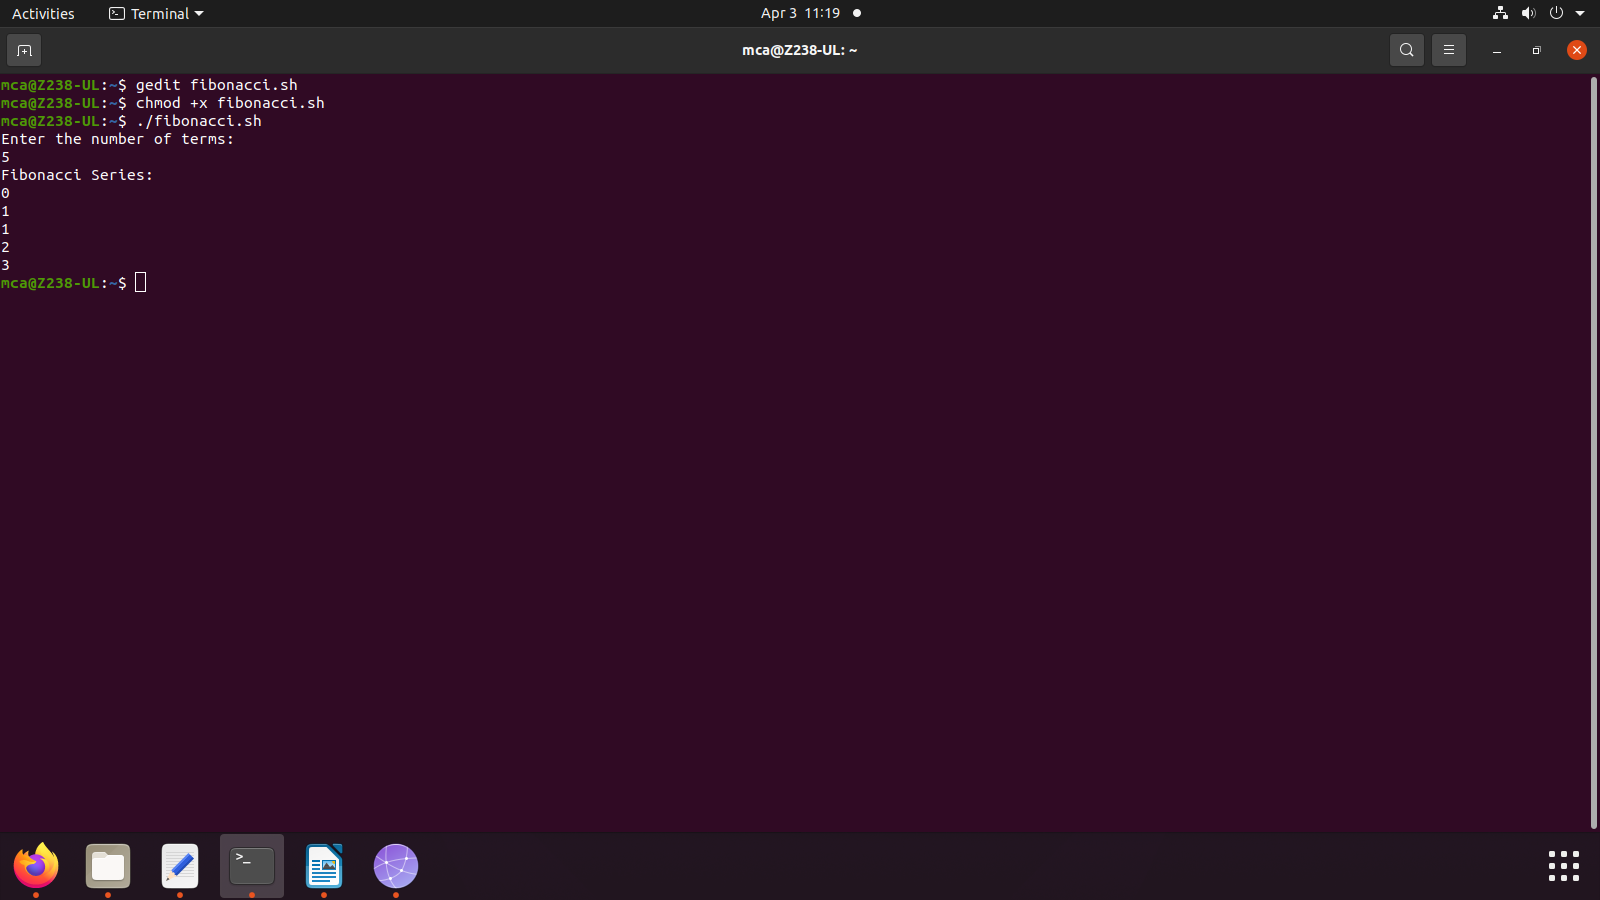 Activities
Terminal
Apr 3 11:19
mca@Z238-UL: ~
mca@Z238-UL:~$ gedit fibonacci.sh
mca@Z238-UL:~$ chmod +x fibonacci.sh
mca@Z238-UL:~$ ./fibonacci.sh
Enter the number of terms:
5
Fibonacci Series:
0
1
1
2
3
mca@Z238-UL:~$